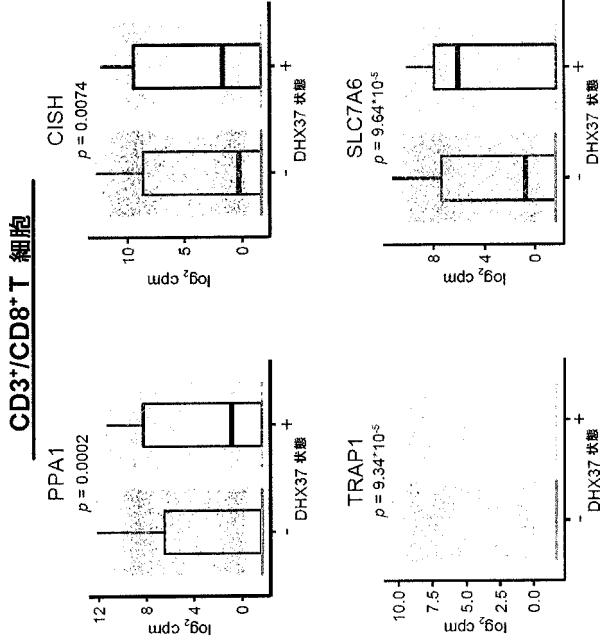 CD3⁺/CD8⁺ T 細胞
PPA1
p = 0.0002
12
8
4
0
log₂ cpm
-
+
DHX37 状態
CISH
p = 0.0074
10
5
0
log₂ cpm
-
+
DHX37 状態
TRAP1
p = 9.34*10⁻⁵
10.0
7.5
5.0
2.5
0.0
log₂ cpm
-
+
DHX37 状態
SLC7A6
p = 9.64*10⁻⁵
8
4
0
log₂ cpm
-
+
DHX37 状態